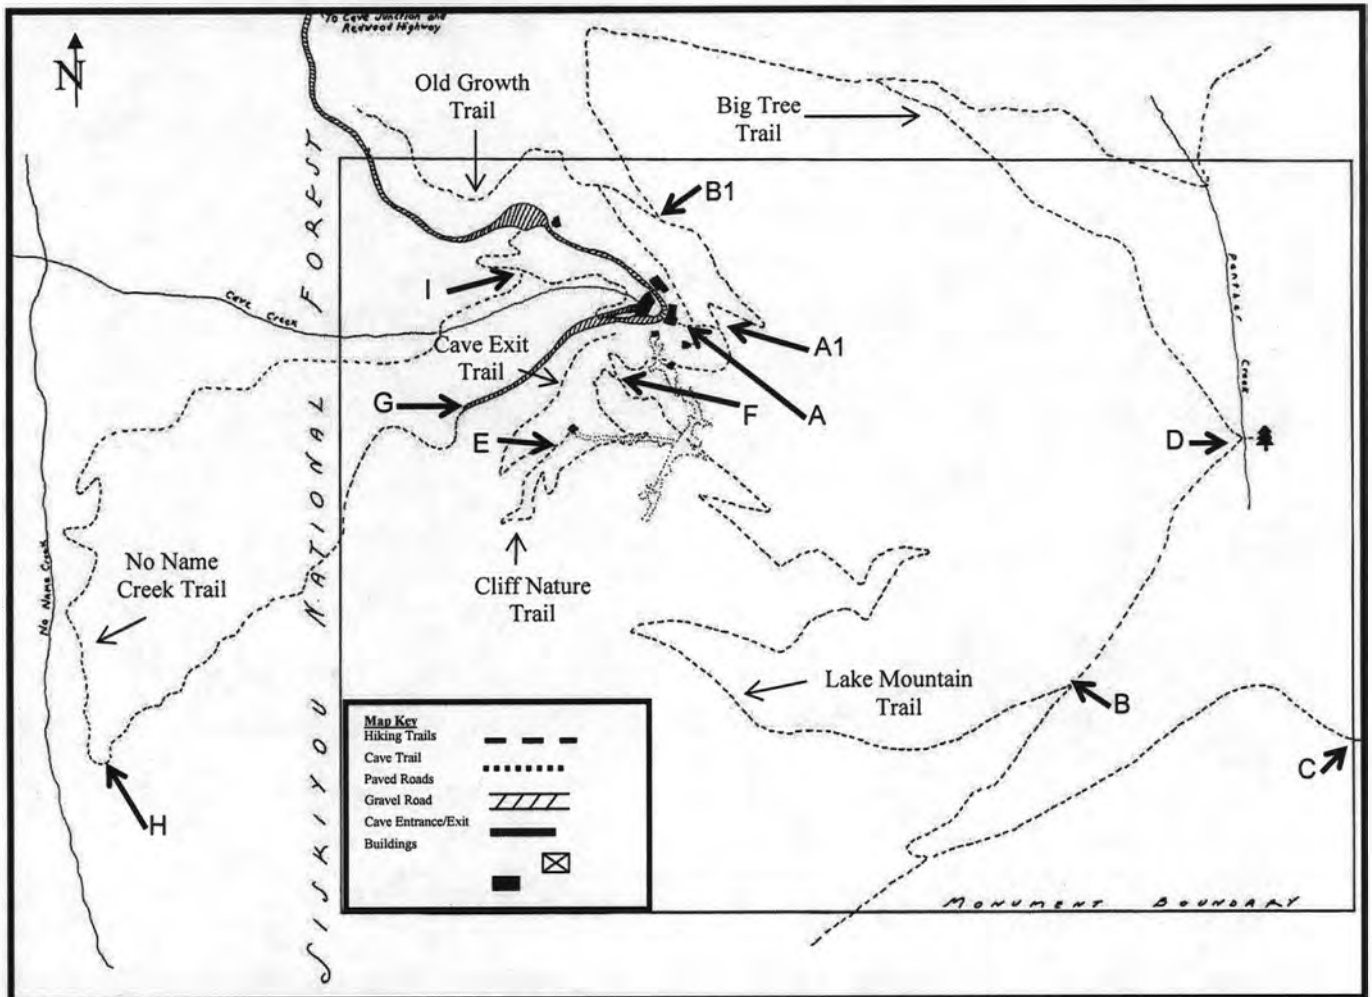 To Cave Junction and
Redwood Highway
N
Old Growth
Trail
Big Tree
Trail
B1
I
Cave
Creek
Cave Exit
Trail
A1
G
F
A
E
D
Panther
Creek
No Name
Creek Trail
Cliff Nature
Trail
No Name Creek
SISKIYOU NATIONAL FOREST
Lake Mountain
Trail
B
C
H
Map Key
Hiking Trails
Cave Trail
Paved Roads
Gravel Road
Cave Entrance/Exit
Buildings
MONUMENT BOUNDARY